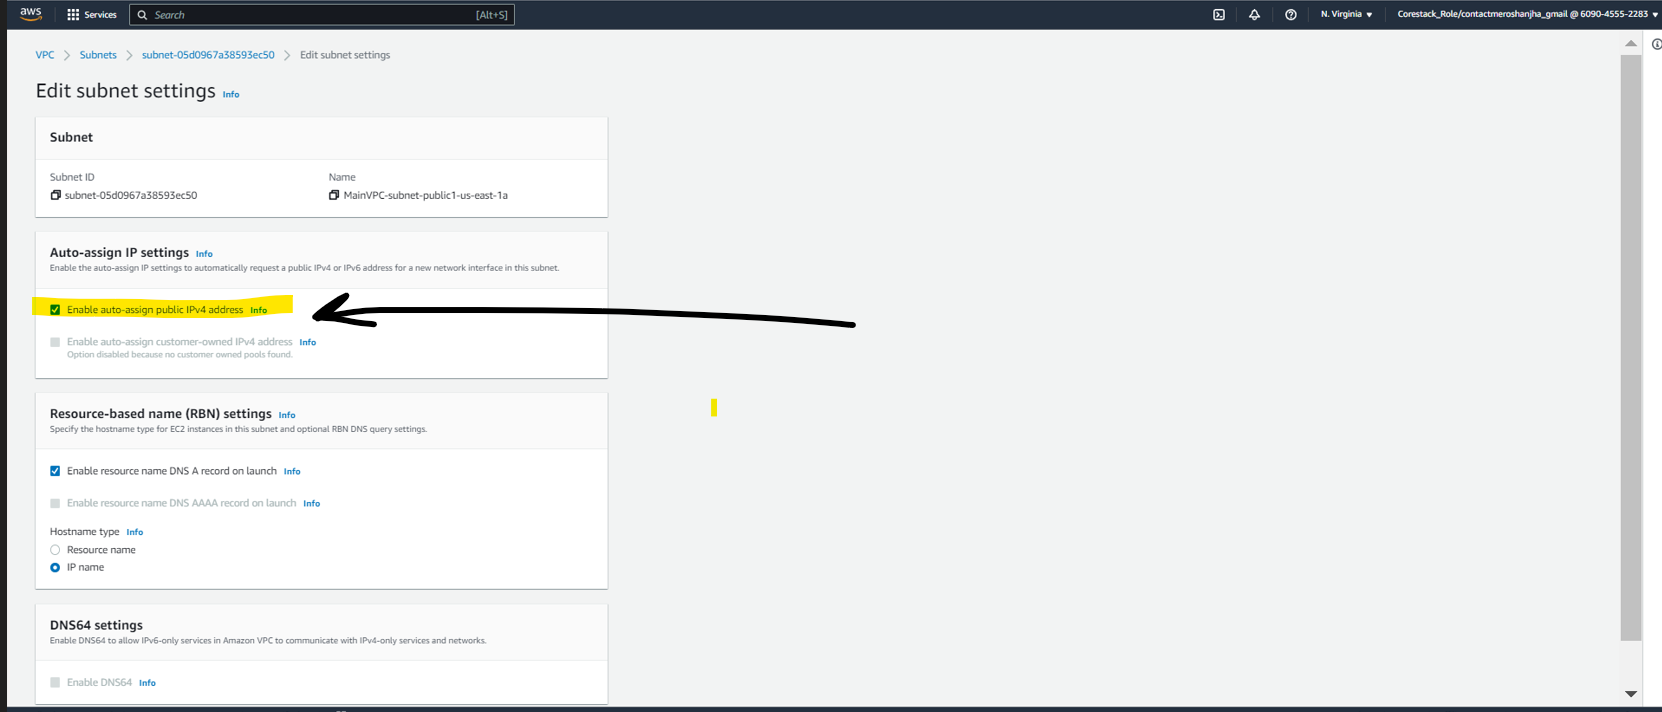 aws
Services
Search
[Alt+S]
N. Virginia
Corestack_Role/contactmeroshanjha_gmail @ 6090-4555-2283
VPC
Subnets
subnet-05d0967a38593ec50
Edit subnet settings
Edit subnet settings Info
Subnet
Subnet ID
subnet-05d0967a38593ec50
Name
MainVPC-subnet-public1-us-east-1a
Auto-assign IP settings Info
Enable the auto-assign IP settings to automatically request a public IPv4 or IPv6 address for a new network interface in this subnet.
Enable auto-assign public IPv4 address Info
Enable auto-assign customer-owned IPv4 address Info
Option disabled because no customer owned pools found.
Resource-based name (RBN) settings Info
Specify the hostname type for EC2 instances in this subnet and optional RBN DNS query settings.
Enable resource name DNS A record on launch Info
Enable resource name DNS AAAA record on launch Info
Hostname type Info
Resource name
IP name
DNS64 settings
Enable DNS64 to allow IPv6-only services in Amazon VPC to communicate with IPv4-only services and networks.
Enable DNS64 Info